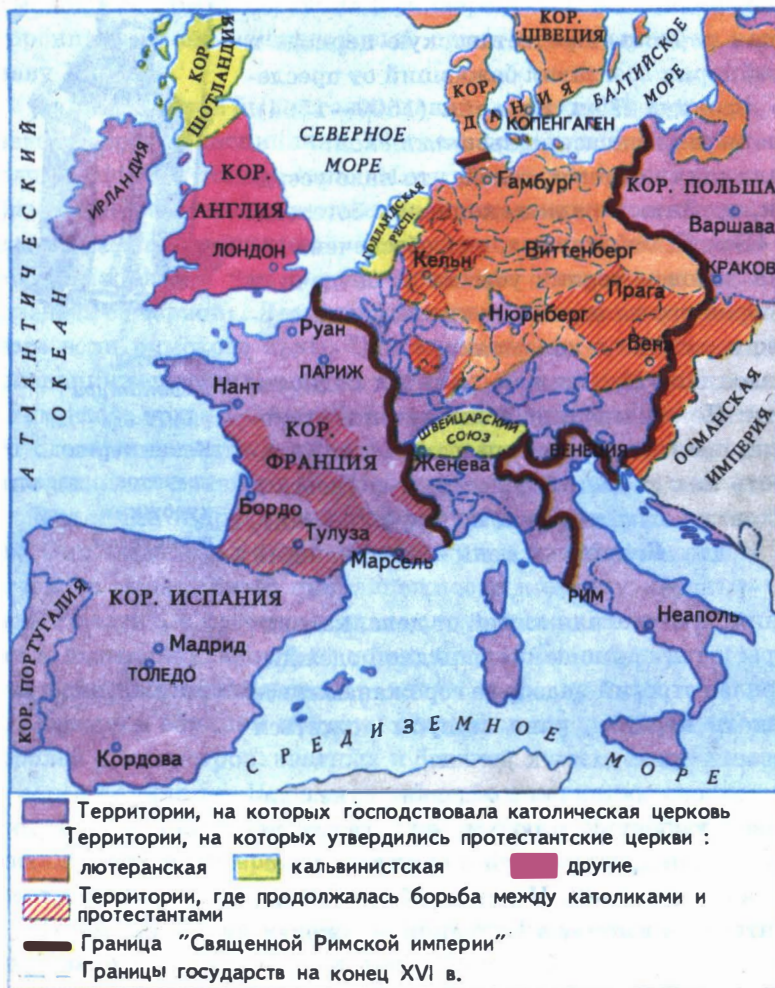 КОР. ШОТЛАНДИЯ
КОР.
ШВЕЦИЯ
КОР.
ДАНИЯ
БАЛТИЙСКОЕ
МОРЕ
КОПЕНГАГЕН
АТЛАНТИЧЕСКИЙ
ОКЕАН
СЕВЕРНОЕ
МОРЕ
ИРЛАНДИЯ
КОР.
АНГЛИЯ
ЛОНДОН
ГОЛЛАНДСКАЯ
РЕСП.
Гамбург
КОР. ПОЛЬША
Варшава
Кельн
Виттенберг
КРАКОВ
Прага
Нюрнберг
Руан
ПАРИЖ
Вена
Нант
КОР.
ФРАНЦИЯ
ШВЕЙЦАРСКИЙ
СОЮЗ
Женева
ВЕНЕЦИЯ
ОСМАНСКАЯ
ИМПЕРИЯ
Бордо
Тулуза
Марсель
РИМ
Неаполь
КОР. ПОРТУГАЛИЯ
КОР. ИСПАНИЯ
Мадрид
ТОЛЕДО
Кордова
СРЕДИЗЕМНОЕ МОРЕ
Территории, на которых господствовала католическая церковь
Территории, на которых утвердились протестантские церкви :
лютеранская кальвинистская другие
Территории, где продолжалась борьба между католиками и
протестантами
Граница "Священной Римской империи"
Границы государств на конец XVI в.